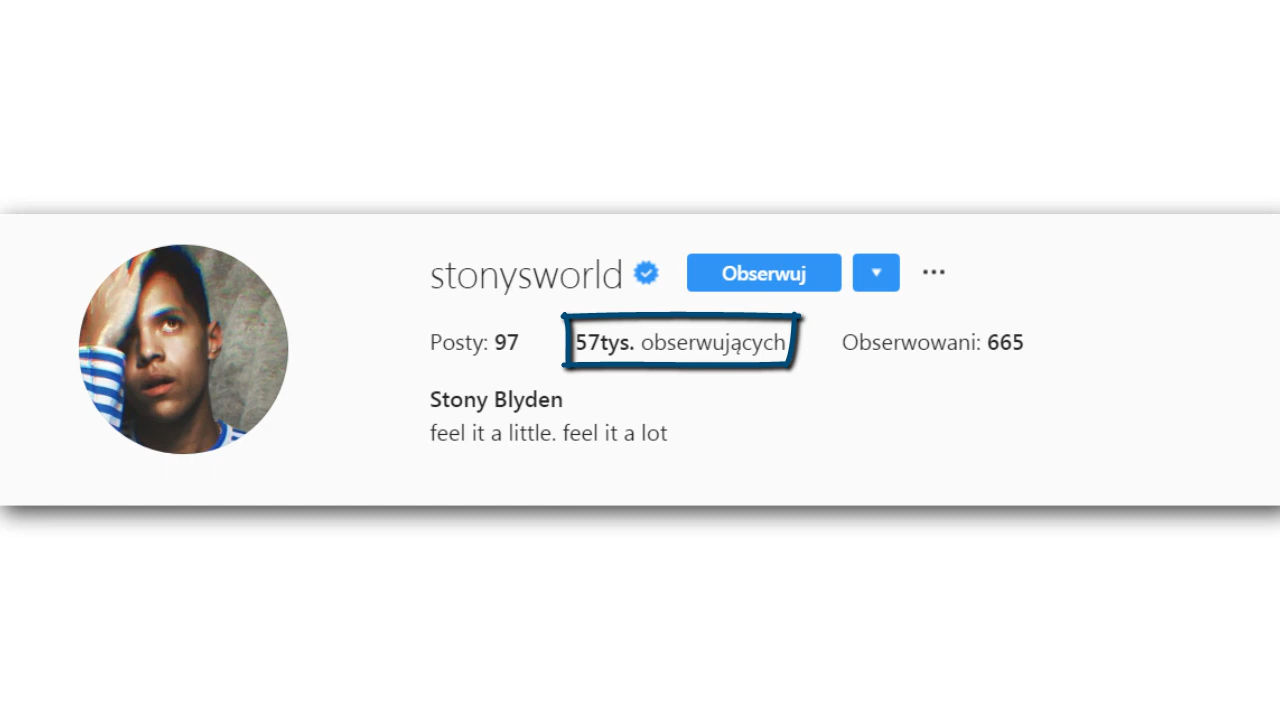 stonysworld Obserwuj
Posty: 97 57tys. obserwujących Obserwowani: 665
Stony Blyden
feel it a little. feel it a lot